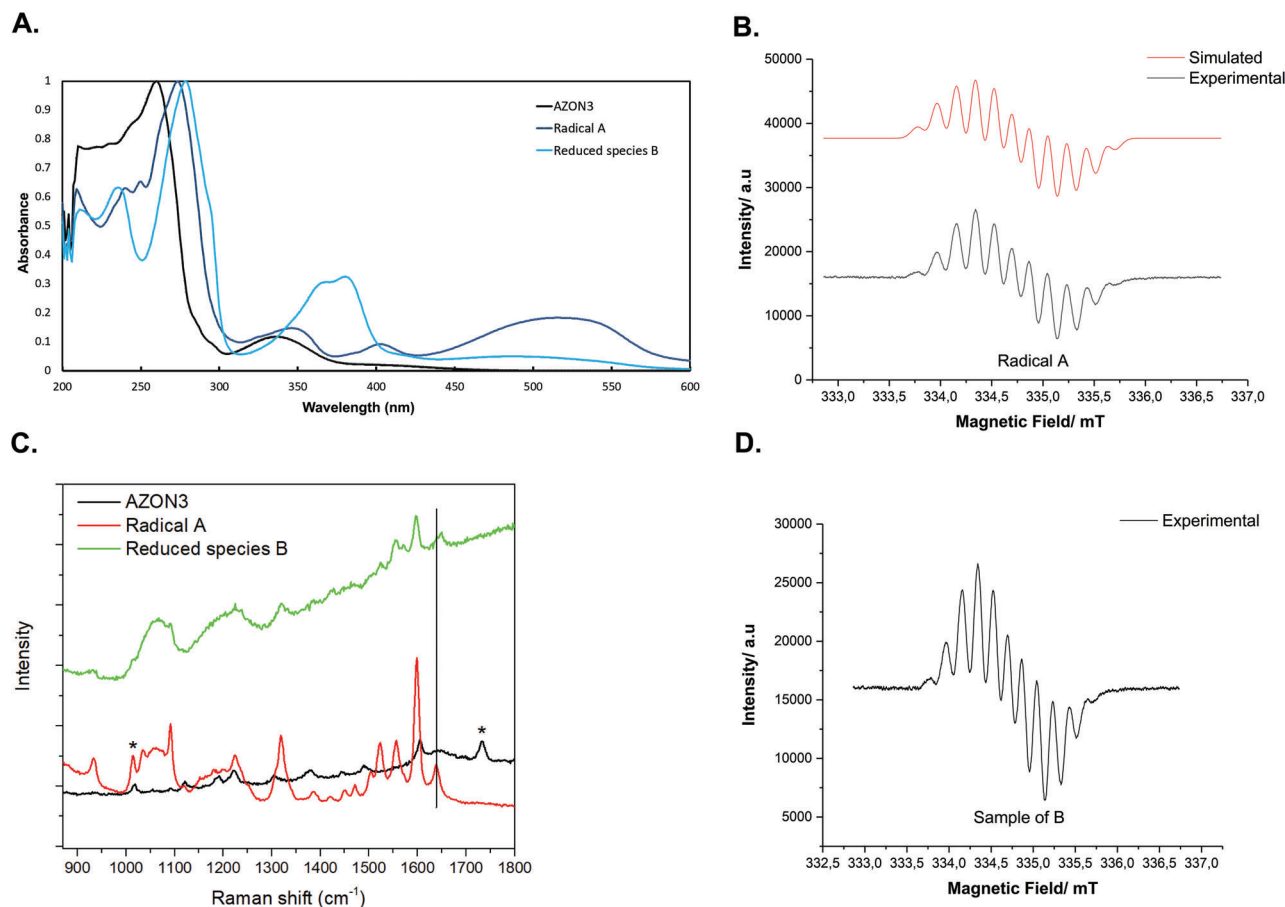 A.
1
0.9
0.8
0.7
0.6
0.5
0.4
0.3
0.2
0.1
0
Absorbance
200 250 300 350 400 450 500 550 600
Wavelength (nm)
AZON3
Radical A
Reduced species B
B.
50000
40000
30000
20000
10000
0
Intensity/ a.u
Simulated
Experimental
Radical A
333,0 333,5 334,0 334,5 335,0 335,5 336,0 336,5 337,0
Magnetic Field/ mT
C.
AZON3
Radical A
Reduced species B
Intensity
*
*
900 1000 1100 1200 1300 1400 1500 1600 1700 1800
Raman shift (cm⁻¹)
D.
30000
25000
20000
15000
10000
5000
Intensity/ a.u
Experimental
Sample of B
332,5 333,0 333,5 334,0 334,5 335,0 335,5 336,0 336,5 337,0
Magnetic Field/ mT